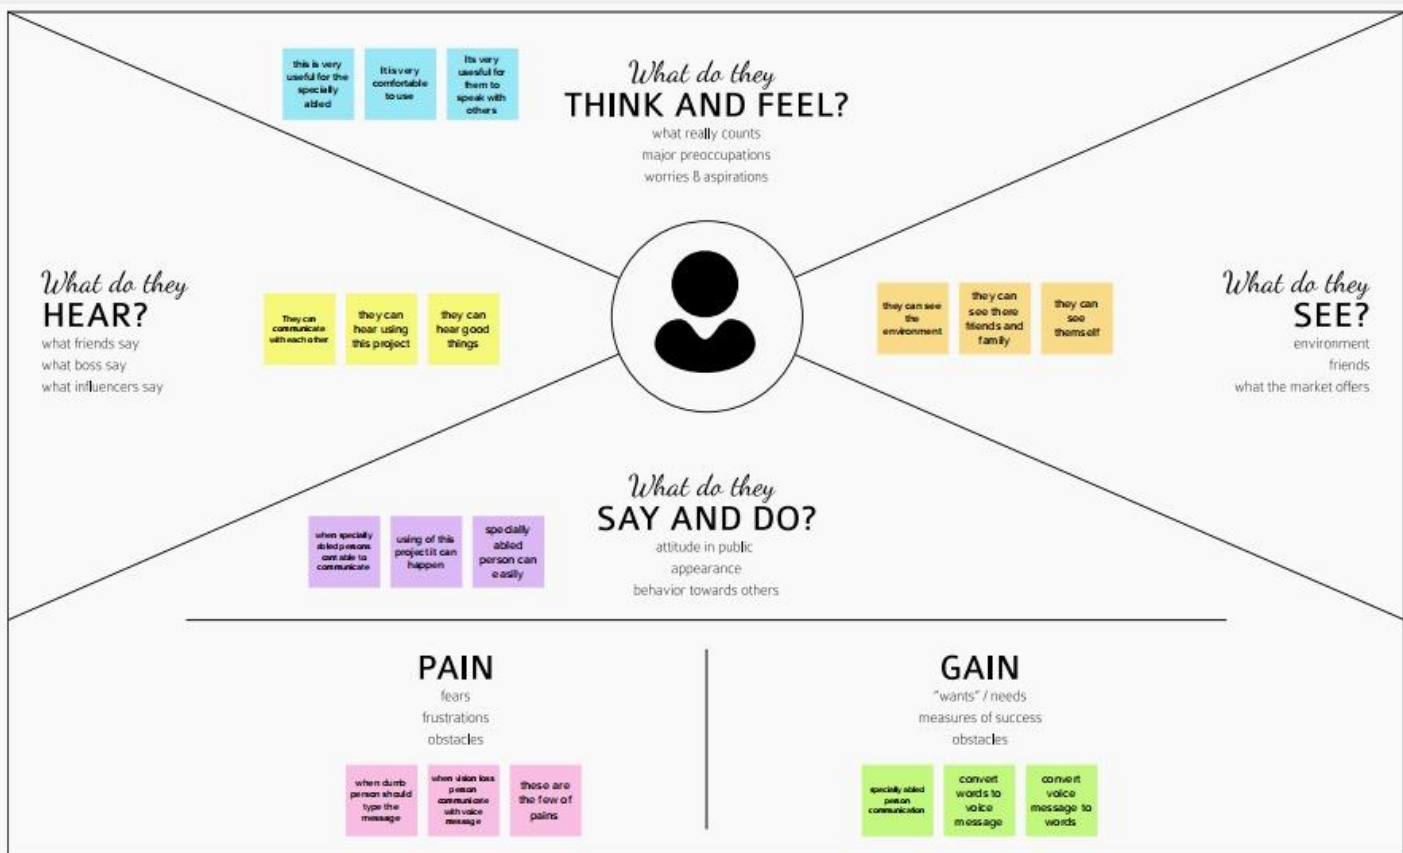 this is very
useful for the
specially
abled
It is very
comfortable
to use
Its very
usesful for
them to
speak with
others
What do they
THINK AND FEEL?
what really counts
major preoccupations
worries & aspirations
What do they
HEAR?
what friends say
what boss say
what influencers say
They can
communicate
with each other
they can
hear using
this project
they can
hear good
things
they can see
the
environment
they can
see there
friends and
family
they can
see
themself
What do they
SEE?
environment
friends
what the market offers
What do they
SAY AND DO?
attitude in public
appearance
behavior towards others
when specially
abled persons
cant able to
communicate
using of this
project it can
happen
specially
abled
person can
easily
PAIN
fears
frustrations
obstacles
when dumb
person should
type the
message
when vision loss
person
communicate
with voice
message
these are
the few of
pains
GAIN
"wants" / needs
measures of success
obstacles
specially abled
person
communication
convert
words to
voice
message
convert
voice
message to
words